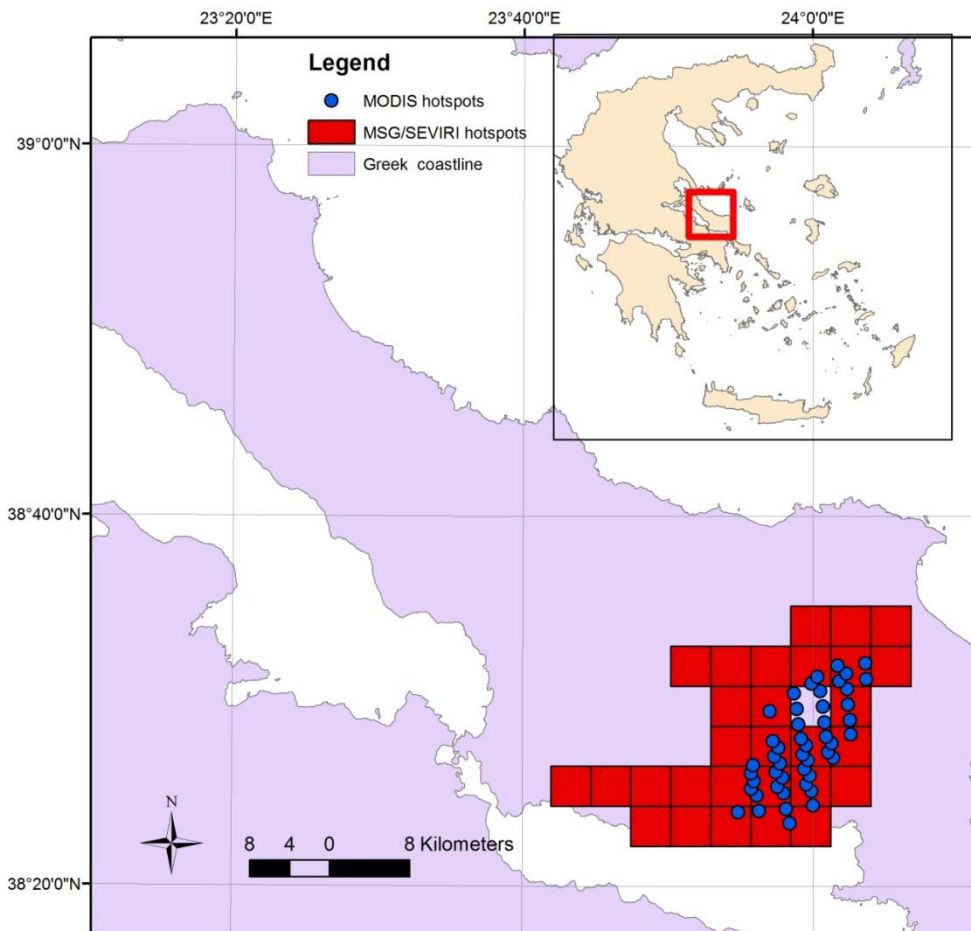 23°20'0"E 23°40'0"E 24°0'0"E
Legend
MODIS hotspots
MSG/SEVIRI hotspots
Greek coastline
39°0'0"N
38°40'0"N
N
8 4 0 8 Kilometers
38°20'0"N